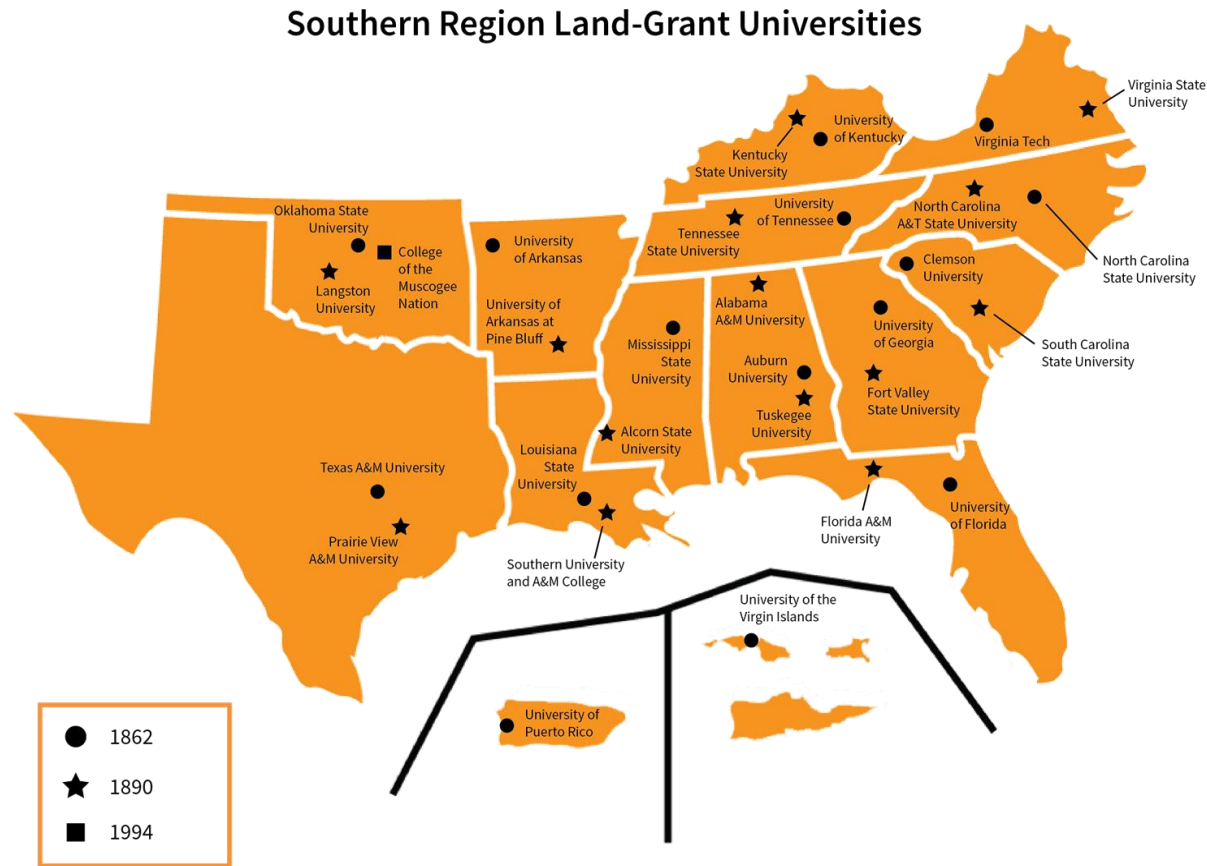 Southern Region Land-Grant Universities
Virginia State
University
University
of Kentucky
Virginia Tech
Kentucky
State University
Oklahoma State
University
University
of Tennessee
North Carolina
A&T State University
Tennessee
State University
University
of Arkansas
College
of the
Muscogee
Nation
Clemson
University
North Carolina
State University
Langston
University
University of
Arkansas at
Pine Bluff
Alabama
A&M University
University
of Georgia
Mississippi
State
University
South Carolina
State University
Auburn
University
Fort Valley
State University
Tuskegee
University
Alcorn State
University
Louisiana
State
University
Texas A&M University
University
of Florida
Florida A&M
University
Prairie View
A&M University
Southern University
and A&M College
University of the
Virgin Islands
University of
Puerto Rico
1862
1890
1994